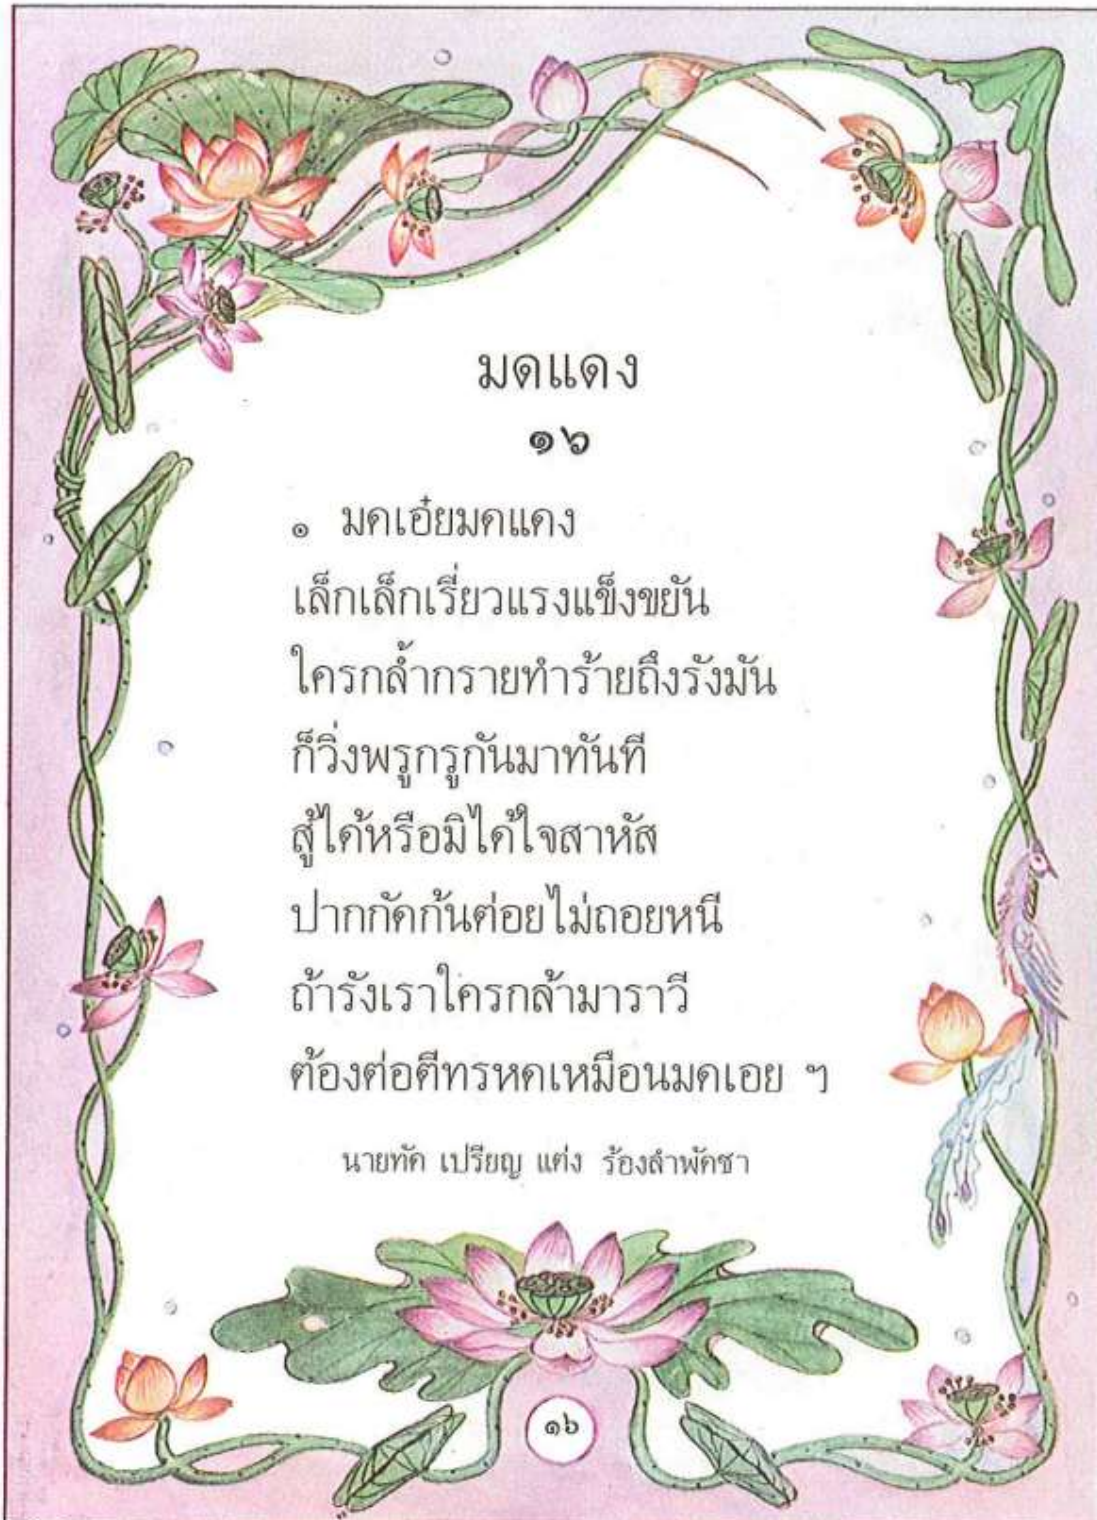 มดแดง
๑๖
๑ มดเอ๋ยมดแดง
เล็กเล็กเรี่ยวแรงแข็งขยัน
ใครกล้ำกรายทำร้ายถึงรังมัน
ก็วิ่งพรูกรูกันมาทันที
สู้ได้หรือมิได้ใจสาหัส
ปากกัดก้นต่อยไม่ถอยหนี
ถ้ารังเราใครกล้ามาราวี
ต้องต่อตีทรหดเหมือนมดเอย ฯ
นายทัด เปรียญ แต่ง ร้องลำพัดชา
๑๖